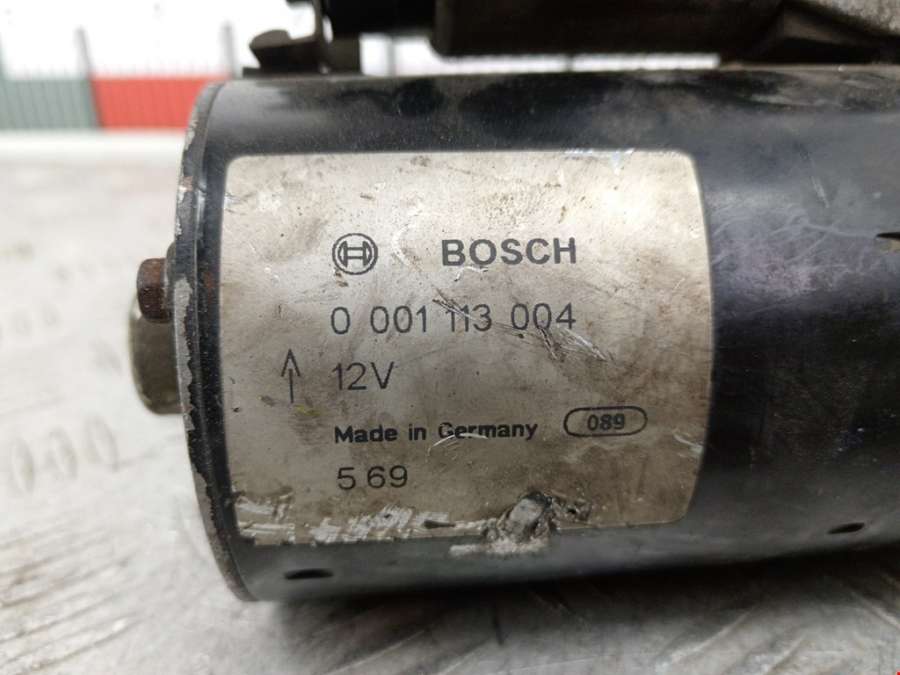 BOSCH
0 001 113 004
↑ 12V
Made in Germany 089
5 69